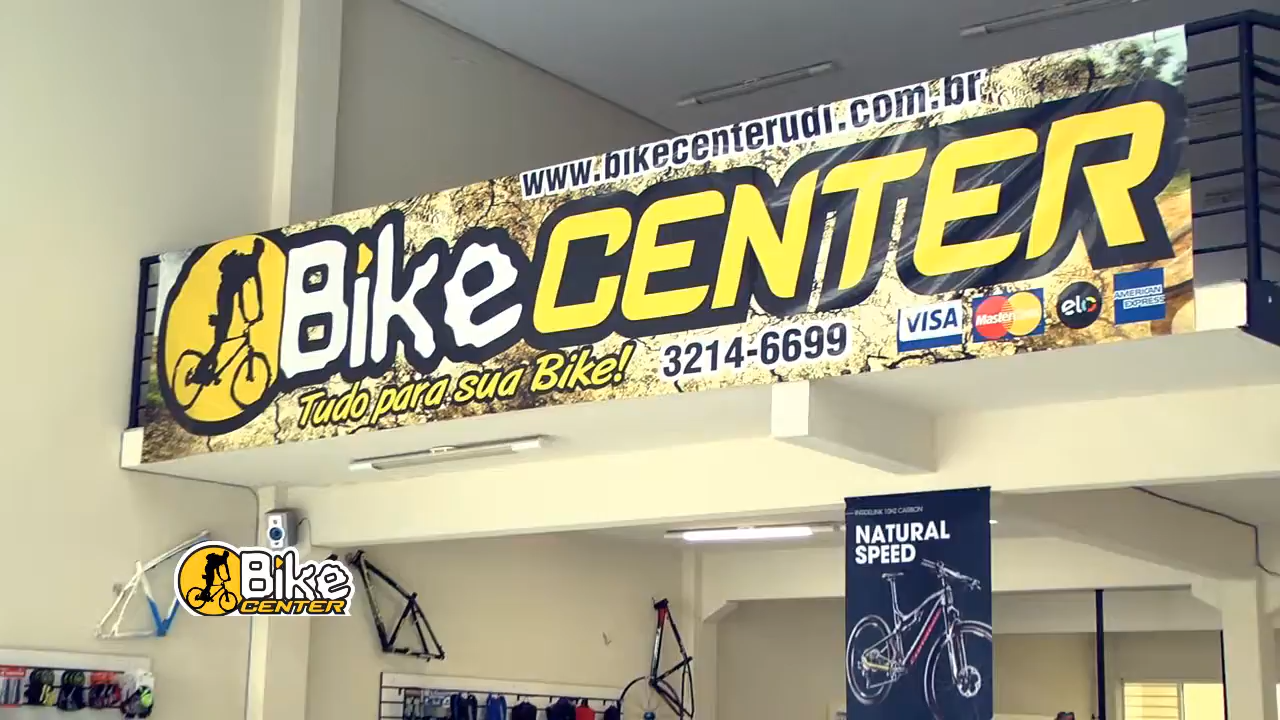 www.bikecenterudi.com.br
Bike CENTER
Tudo para sua Bike!
3214-6699
VISA
MasterCard
elo
AMERICAN
EXPRESS
NATURAL
SPEED
Bike
CENTER